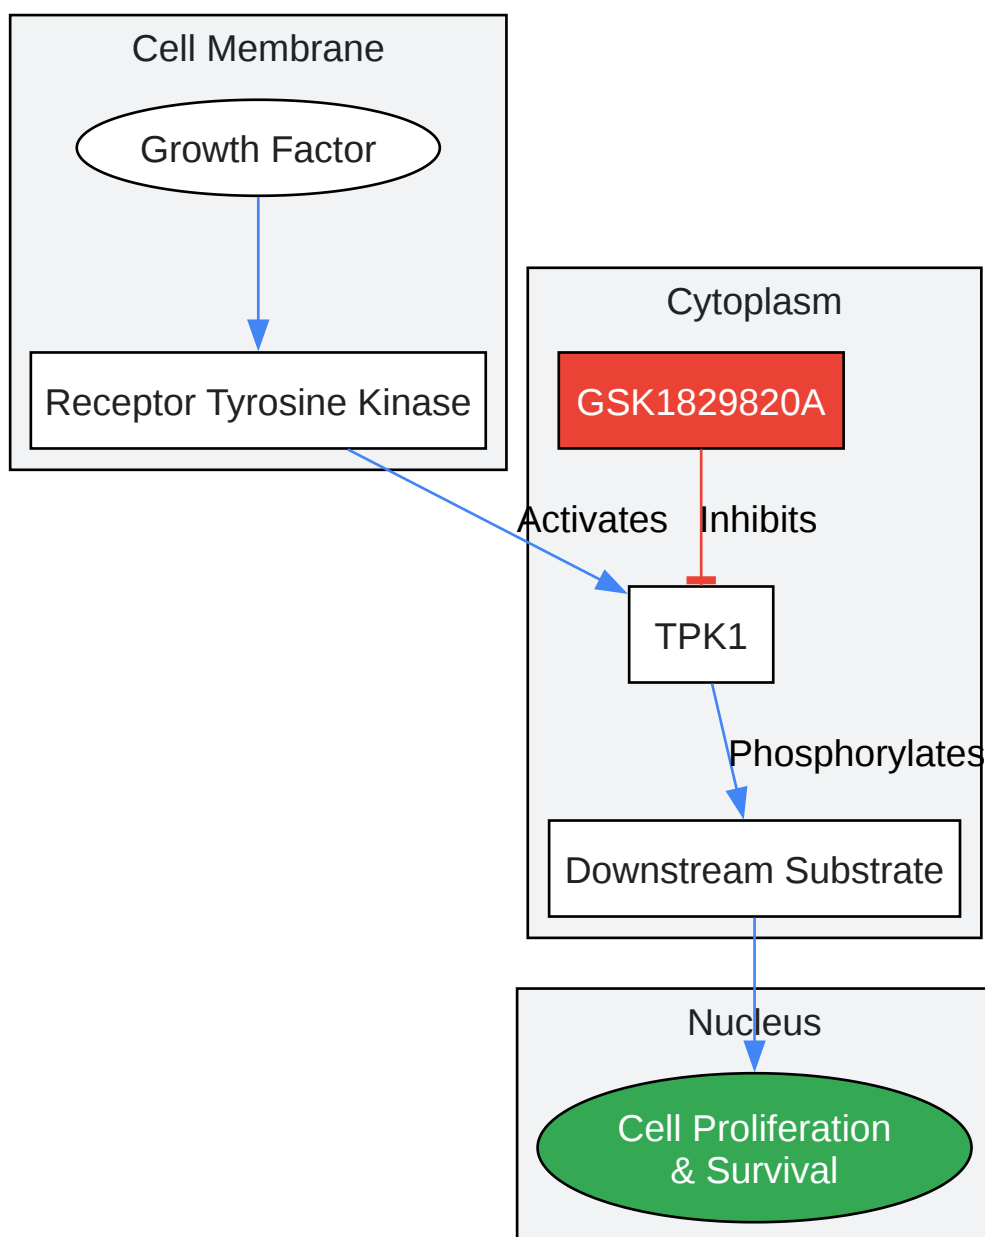 Cell Membrane
Growth Factor
Receptor Tyrosine Kinase
Cytoplasm
GSK1829820A
Activates
Inhibits
TPK1
Phosphorylates
Downstream Substrate
Nucleus
Cell Proliferation
& Survival